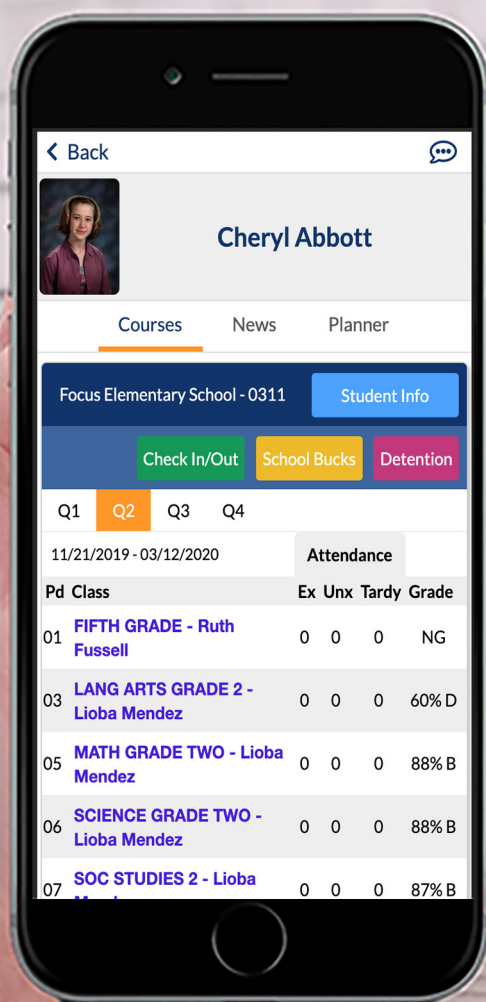 Back
Cheryl Abbott
Courses News Planner
Focus Elementary School - 0311 Student Info
Check In/Out School Bucks Detention
Q1 Q2 Q3 Q4
11/21/2019 - 03/12/2020 Attendance
Pd Class Ex Unx Tardy Grade
01 FIFTH GRADE - Ruth Fussell 0 0 0 NG
03 LANG ARTS GRADE 2 - Lioba Mendez 0 0 0 60% D
05 MATH GRADE TWO - Lioba Mendez 0 0 0 88% B
06 SCIENCE GRADE TWO - Lioba Mendez 0 0 0 88% B
07 SOC STUDIES 2 - Lioba 0 0 0 87% B